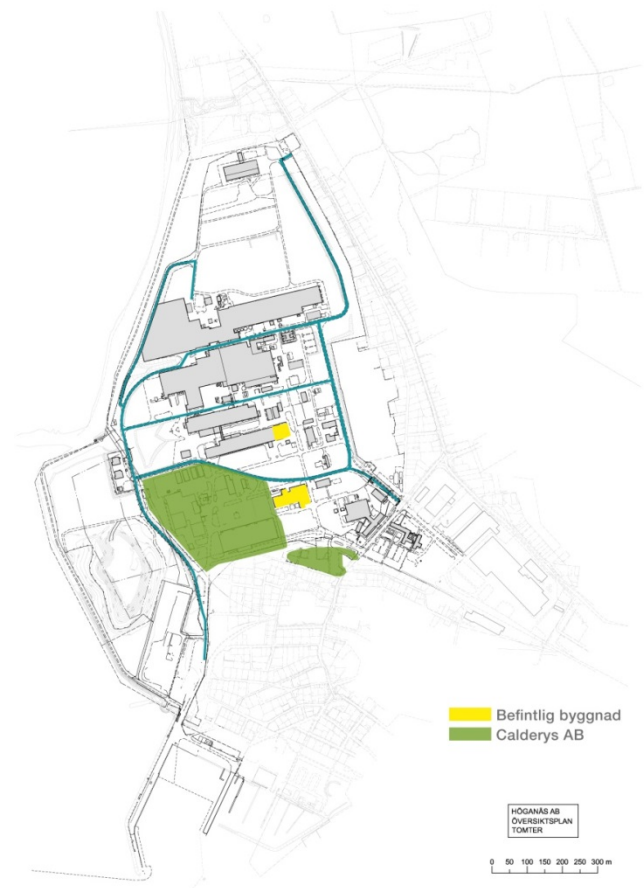 Befintlig byggnad
Calderys AB
HÖGANÄS AB
ÖVERSIKTSPLAN
TOMTER
0 50 100 150 200 250 300 m